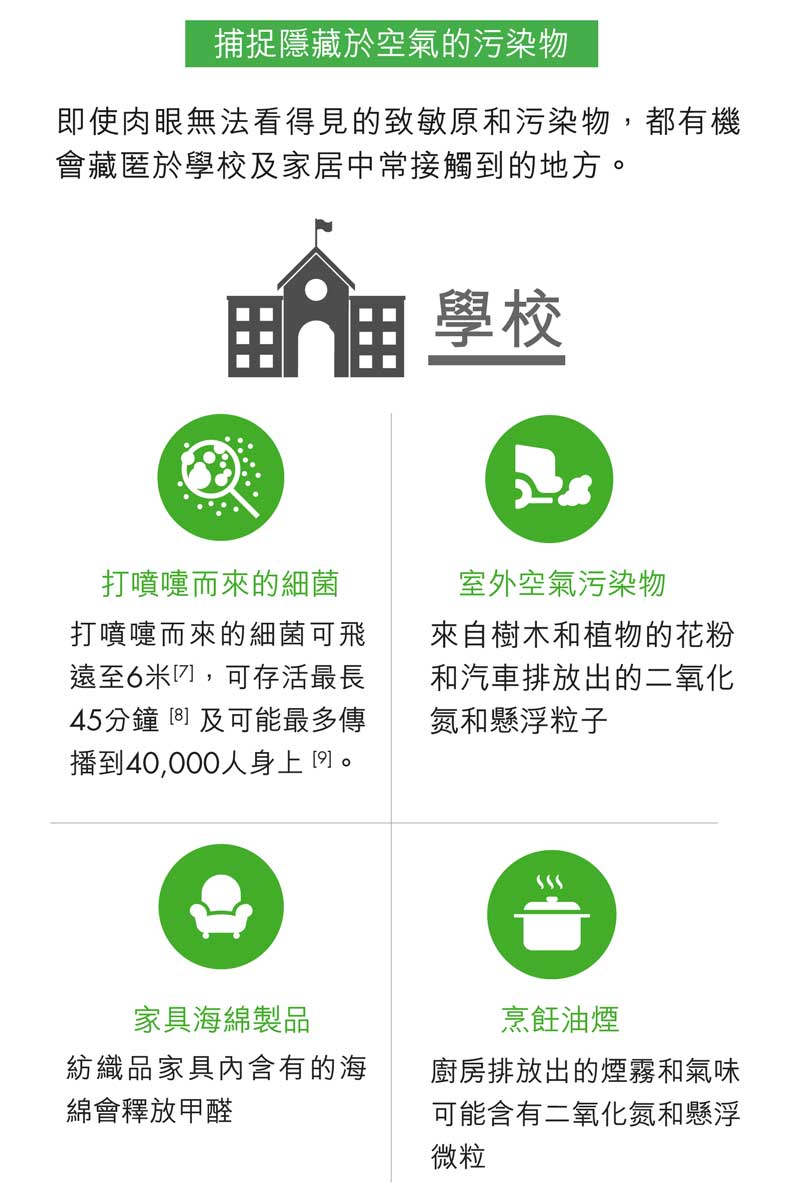 捕捉隱藏於空氣的污染物
即使肉眼無法看得見的致敏原和污染物，都有機
會藏匿於學校及家居中常接觸到的地方。
學校
打噴嚏而來的細菌
打噴嚏而來的細菌可飛
遠至6米[7]，可存活最長
45分鐘 [8] 及可能最多傳
播到40,000人身上 [9]。
室外空氣污染物
來自樹木和植物的花粉
和汽車排放出的二氧化
氮和懸浮粒子
家具海綿製品
紡織品家具內含有的海
綿會釋放甲醛
烹飪油煙
廚房排放出的煙霧和氣味
可能含有二氧化氮和懸浮
微粒